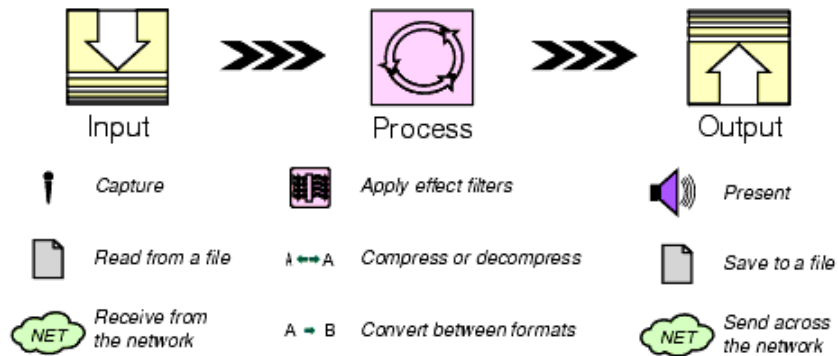 Input
Process
Output
Capture
Apply effect filters
Present
Read from a file
A A
Compress or decompress
Save to a file
NET
Receive from
the network
A B
Convert between formats
NET
Send across
the network